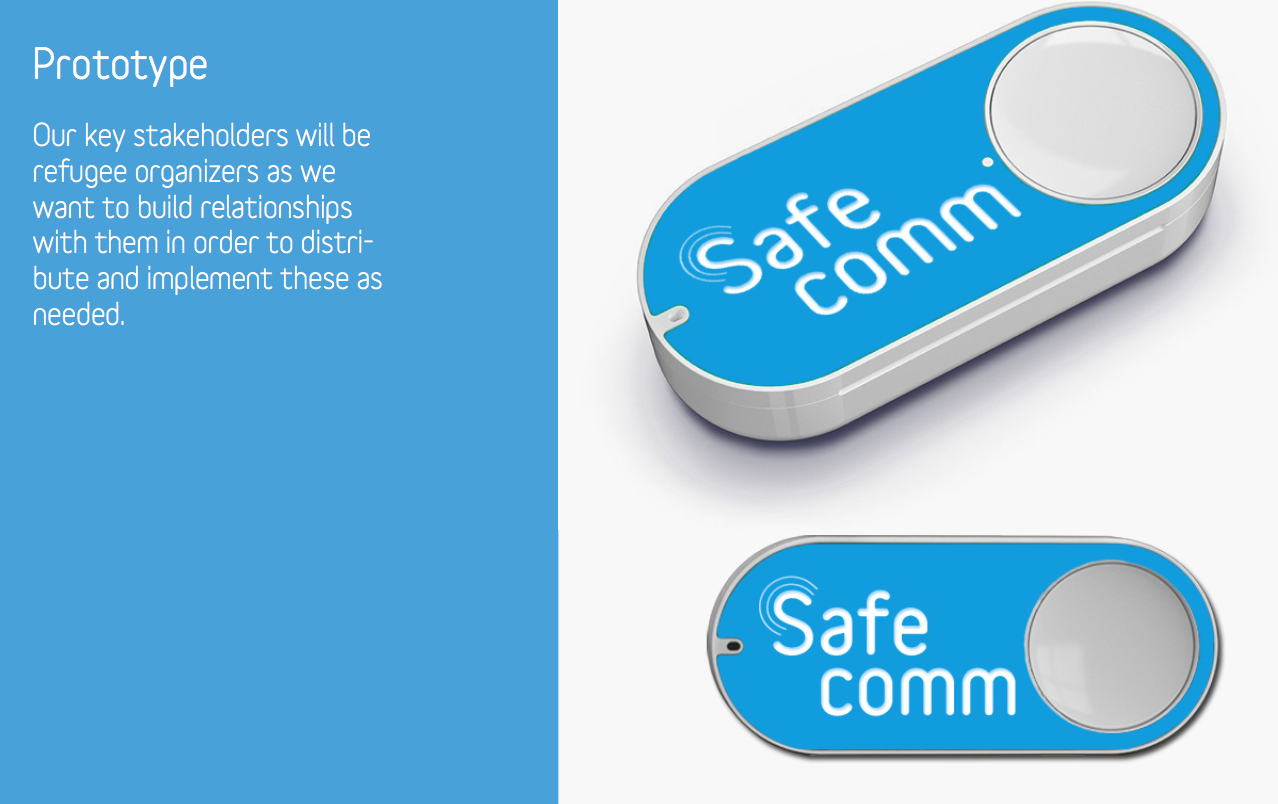 Prototype
Our key stakeholders will be
refugee organizers as we
want to build relationships
with them in order to distri-
bute and implement these as
needed.
Safe
comm
Safe
comm